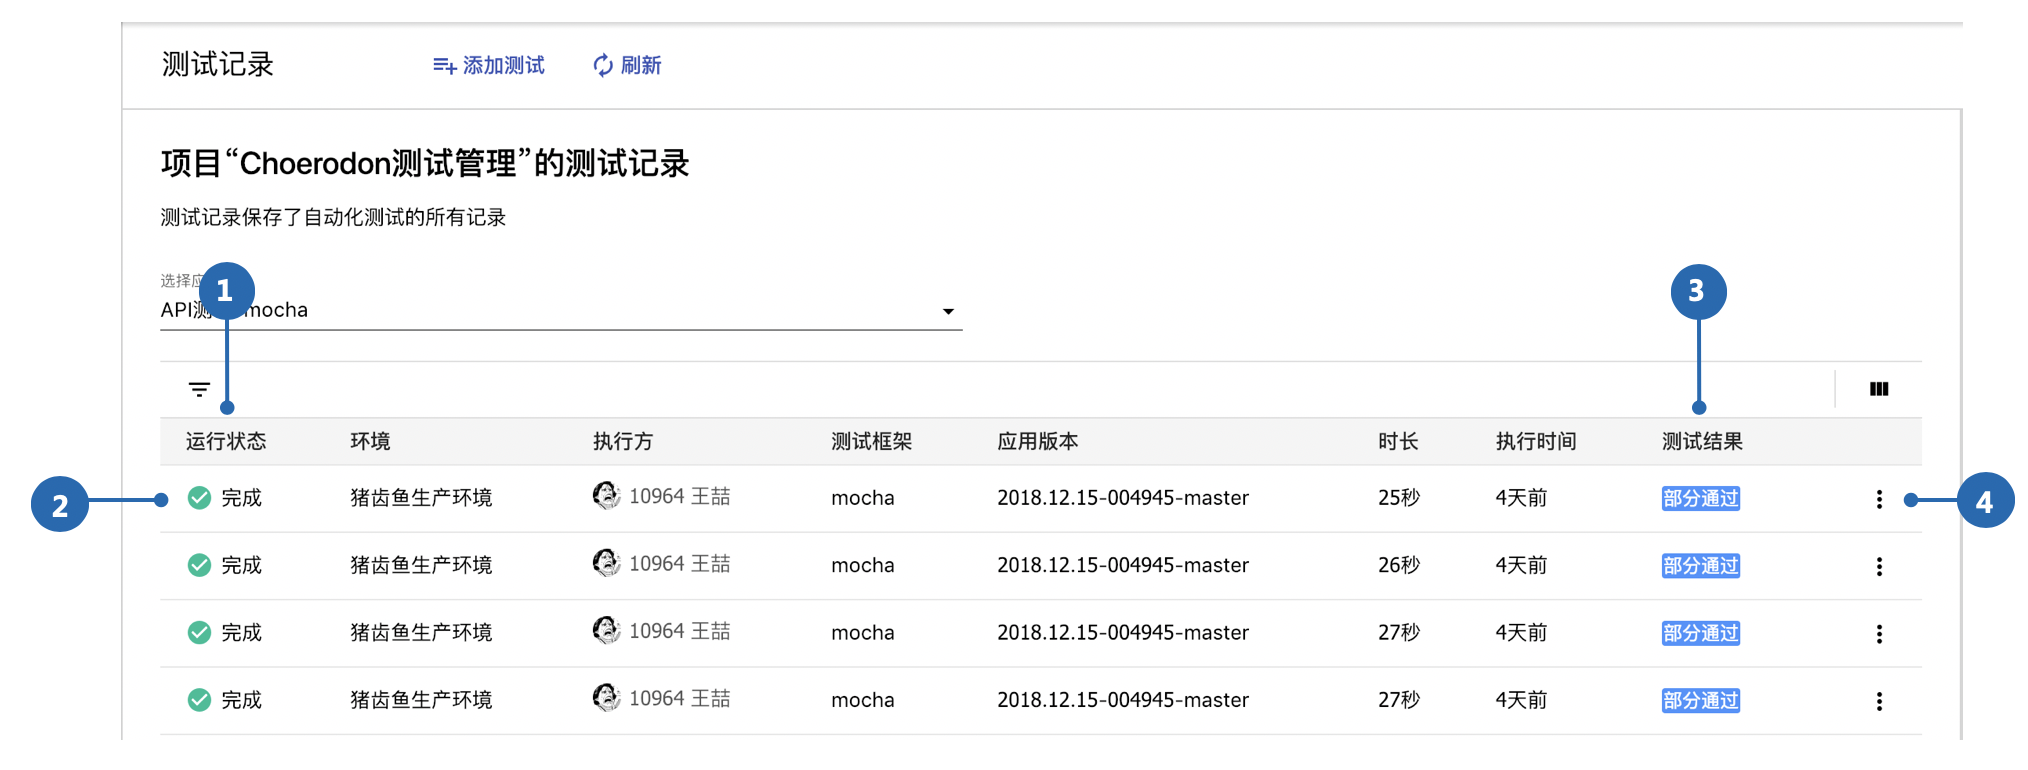 测试记录 添加测试 刷新
项目“Choerodon测试管理”的测试记录
测试记录保存了自动化测试的所有记录
选择应
1 3
API测 mocha
运行状态 环境 执行方 测试框架 应用版本 时长 执行时间 测试结果
2 完成 猪齿鱼生产环境 10964 王喆 mocha 2018.12.15-004945-master 25秒 4天前 部分通过 4
完成 猪齿鱼生产环境 10964 王喆 mocha 2018.12.15-004945-master 26秒 4天前 部分通过
完成 猪齿鱼生产环境 10964 王喆 mocha 2018.12.15-004945-master 27秒 4天前 部分通过
完成 猪齿鱼生产环境 10964 王喆 mocha 2018.12.15-004945-master 27秒 4天前 部分通过